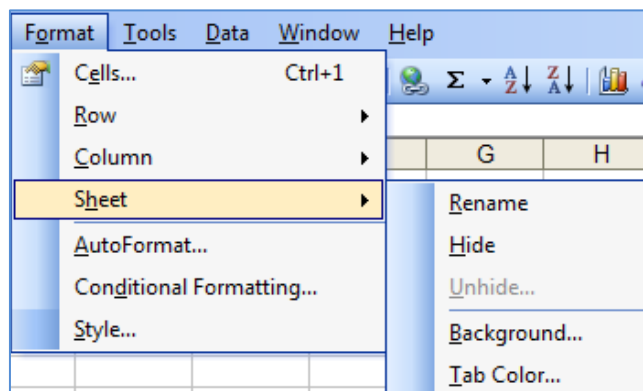 Format Tools Data Window Help
Cells... Ctrl+1
Σ A Z Z A
Row
Column
G H
Sheet
Rename
AutoFormat...
Hide
Conditional Formatting...
Unhide...
Style...
Background...
Tab Color...